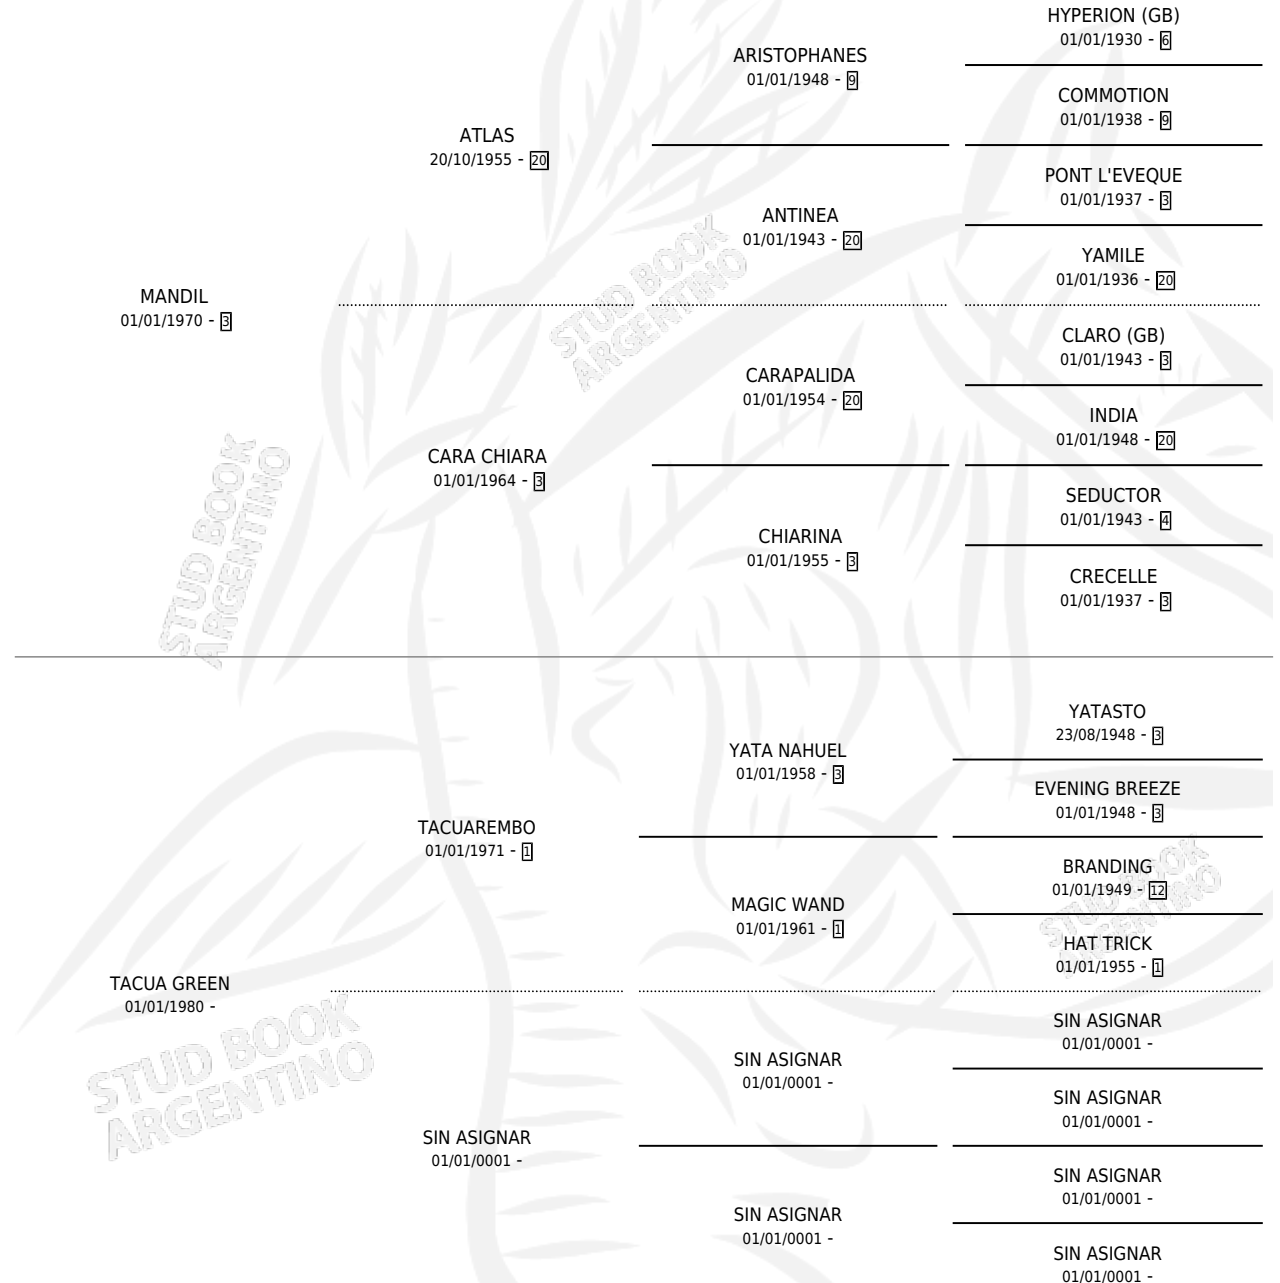 HYPERION (GB)
01/01/1930 - 6
ARISTOPHANES
01/01/1948 - 9
COMMOTION
01/01/1938 - 9
ATLAS
20/10/1955 - 20
PONT L'EVEQUE
01/01/1937 - 3
ANTINEA
01/01/1943 - 20
YAMILE
01/01/1936 - 20
MANDIL
01/01/1970 - 3
STUD BOOK
ARGENTINO
CLARO (GB)
01/01/1943 - 3
CARAPALIDA
01/01/1954 - 20
INDIA
01/01/1948 - 20
CARA CHIARA
01/01/1964 - 3
SEDUCTOR
01/01/1943 - 4
CHIARINA
01/01/1955 - 3
CRECELLE
01/01/1937 - 3
STUD BOOK
ARGENTINO
YATASTO
23/08/1948 - 3
YATA NAHUEL
01/01/1958 - 3
EVENING BREEZE
01/01/1948 - 3
TACUAREMBO
01/01/1971 - 1
BRANDING
01/01/1949 - 12
MAGIC WAND
01/01/1961 - 1
STUD BOOK
ARGENTINO
HAT TRICK
01/01/1955 - 1
TACUA GREEN
01/01/1980 -
STUD BOOK
ARGENTINO
SIN ASIGNAR
01/01/0001 -
SIN ASIGNAR
01/01/0001 -
SIN ASIGNAR
01/01/0001 -
SIN ASIGNAR
01/01/0001 -
SIN ASIGNAR
01/01/0001 -
SIN ASIGNAR
01/01/0001 -
SIN ASIGNAR
01/01/0001 -